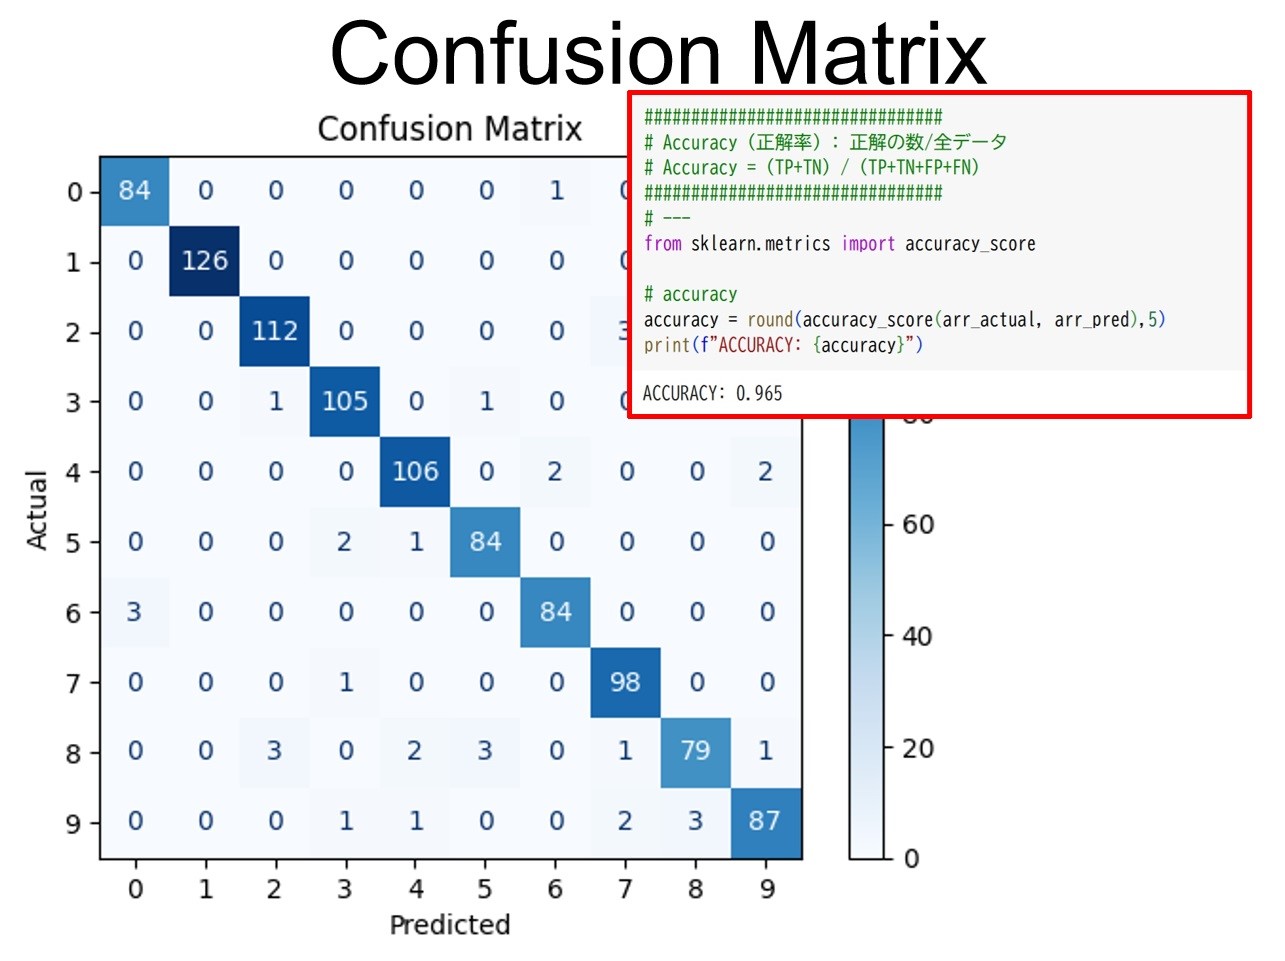 Confusion Matrix
Confusion Matrix
################################
# Accuracy (正解率) : 正解の数/全データ
# Accuracy = (TP+TN) / (TP+TN+FP+FN)
################################
# ---
from sklearn.metrics import accuracy_score
# accuracy
accuracy = round(accuracy_score(arr_actual, arr_pred),5)
print(f"ACCURACY: {accuracy}")
ACCURACY: 0.965
0 84 0 0 0 0 0 1
1 0 126 0 0 0 0 0
2 0 0 112 0 0 0 0 3
3 0 0 1 105 0 1 0
4 0 0 0 0 106 0 2 0 0 2
5 0 0 0 2 1 84 0 0 0 0
6 3 0 0 0 0 0 84 0 0 0
7 0 0 0 1 0 0 0 98 0 0
8 0 0 3 0 2 3 0 1 79 1
9 0 0 0 1 1 0 0 2 3 87
0 1 2 3 4 5 6 7 8 9
Actual
Predicted
60
40
20
0